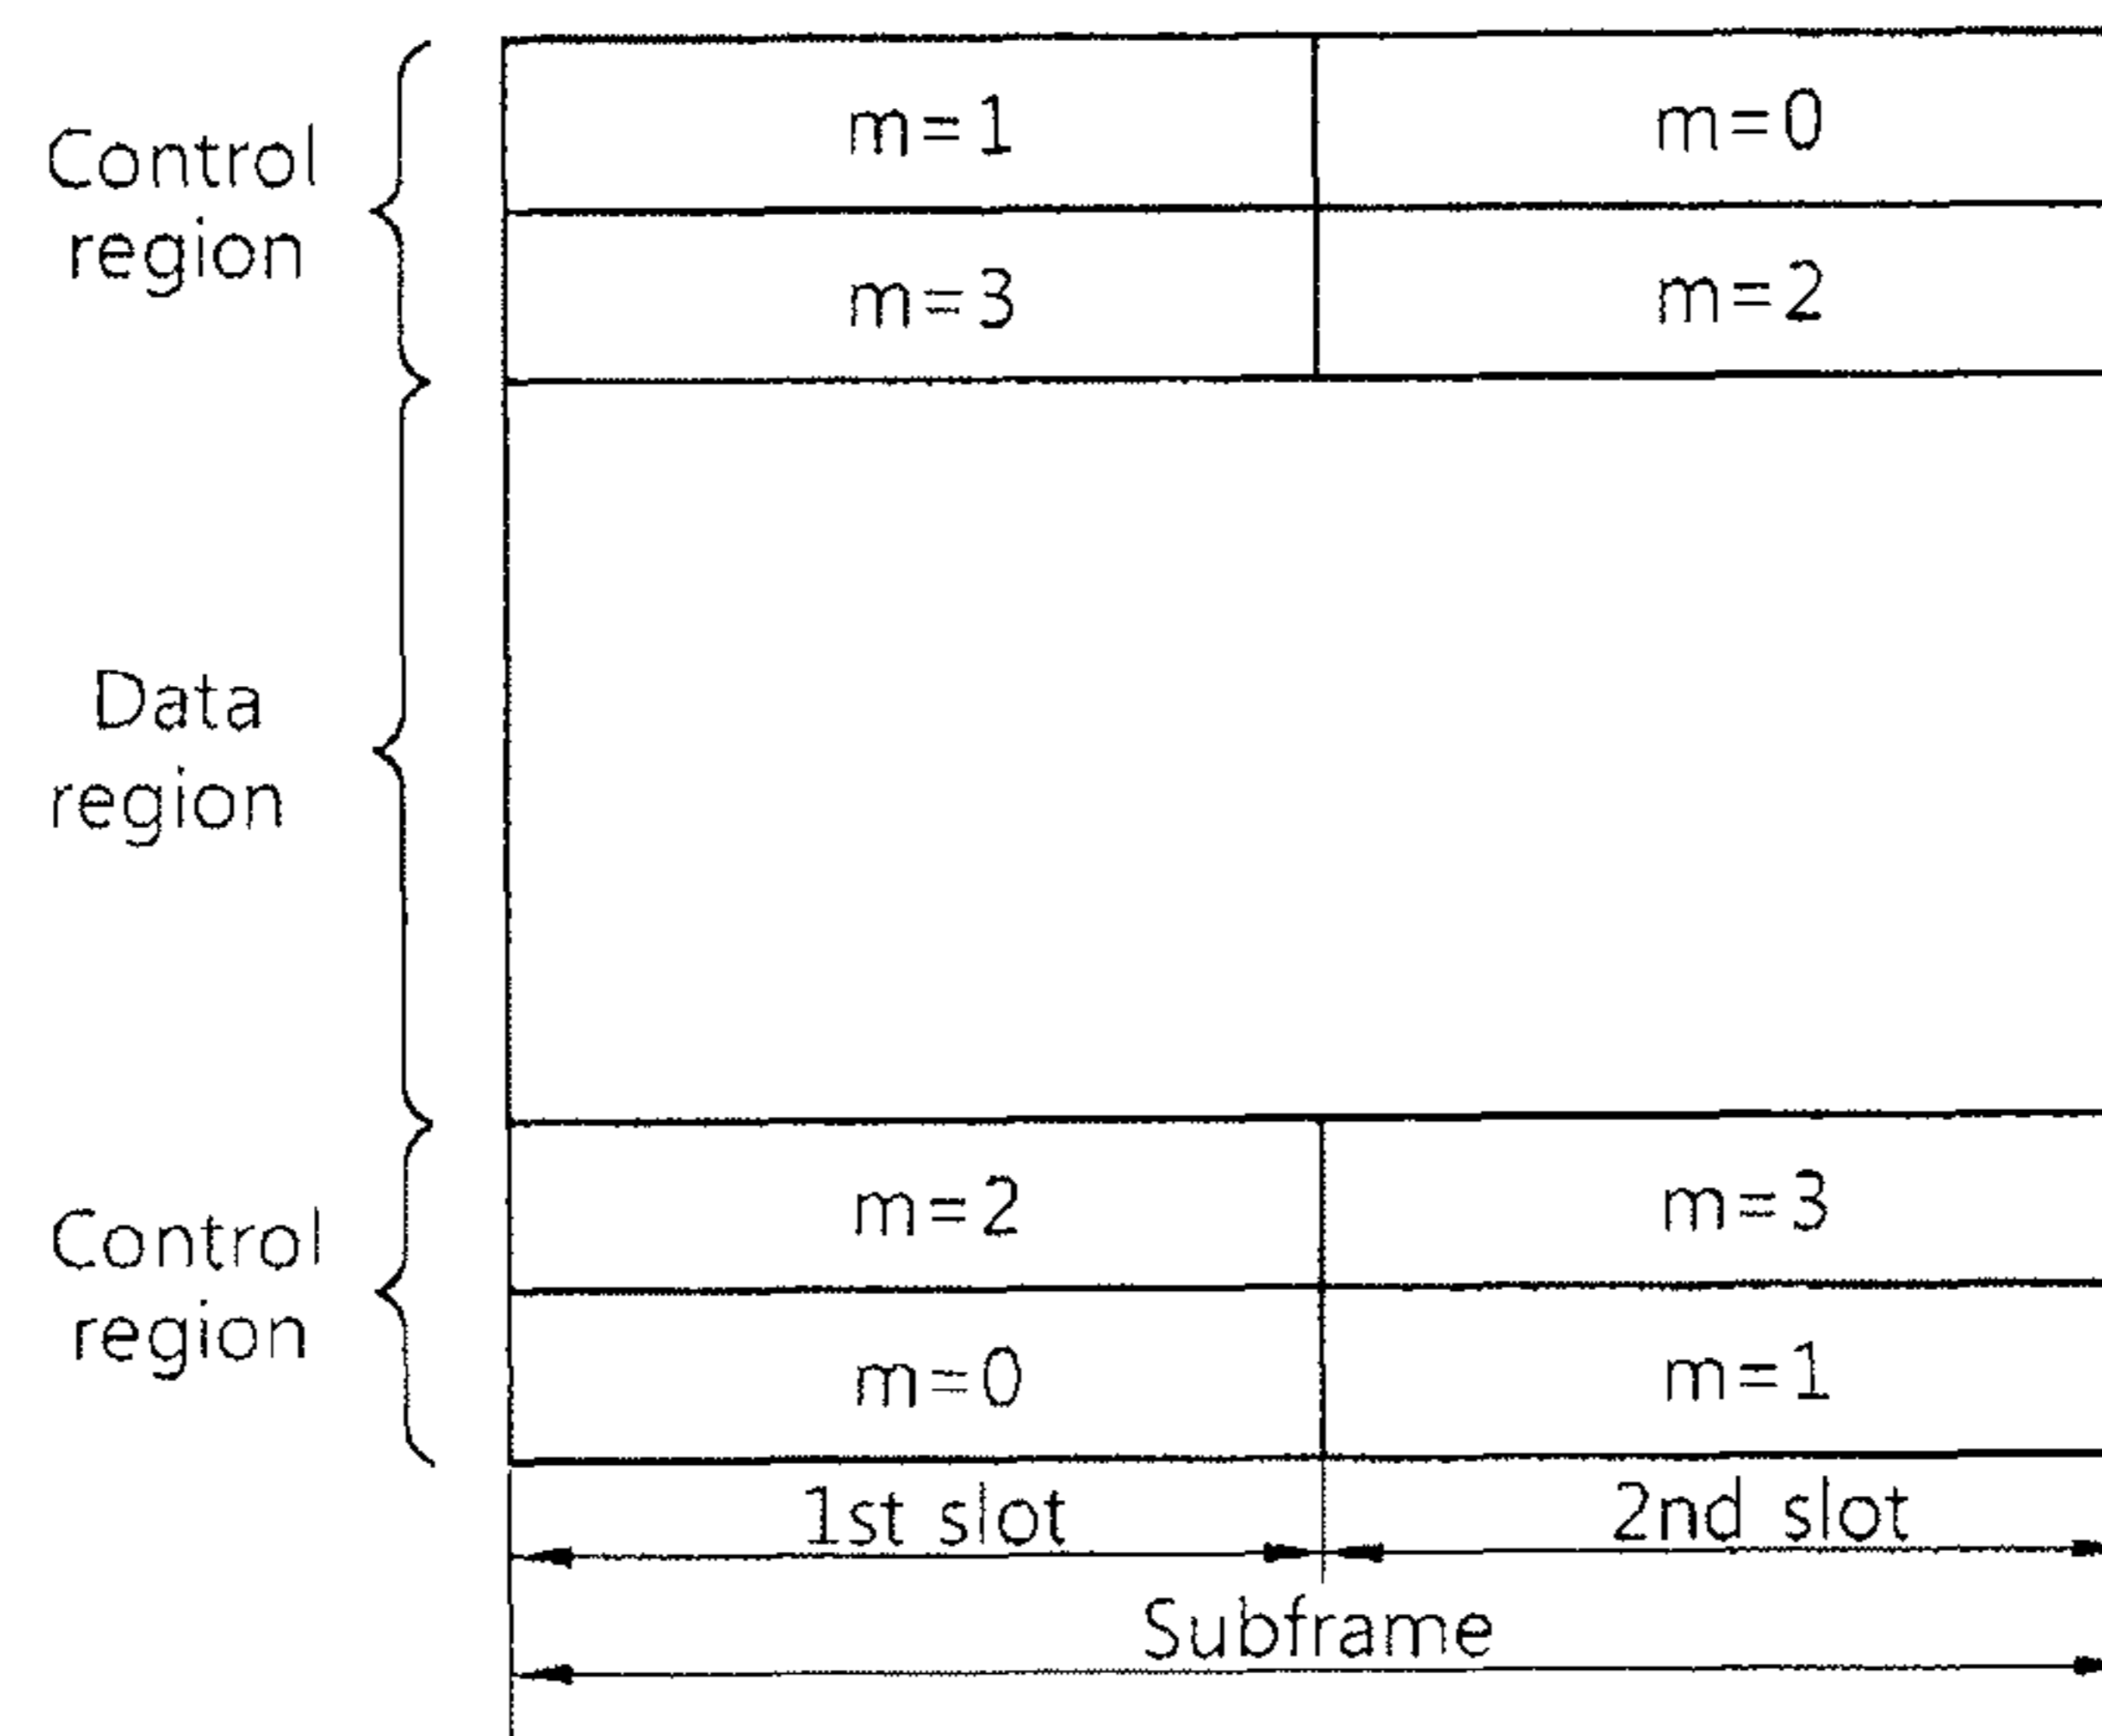 m=1 m=0
Control
region
m=3 m=2
Data
region
m=2 m=3
Control
region
m=0 m=1
1st slot 2nd slot
Subframe